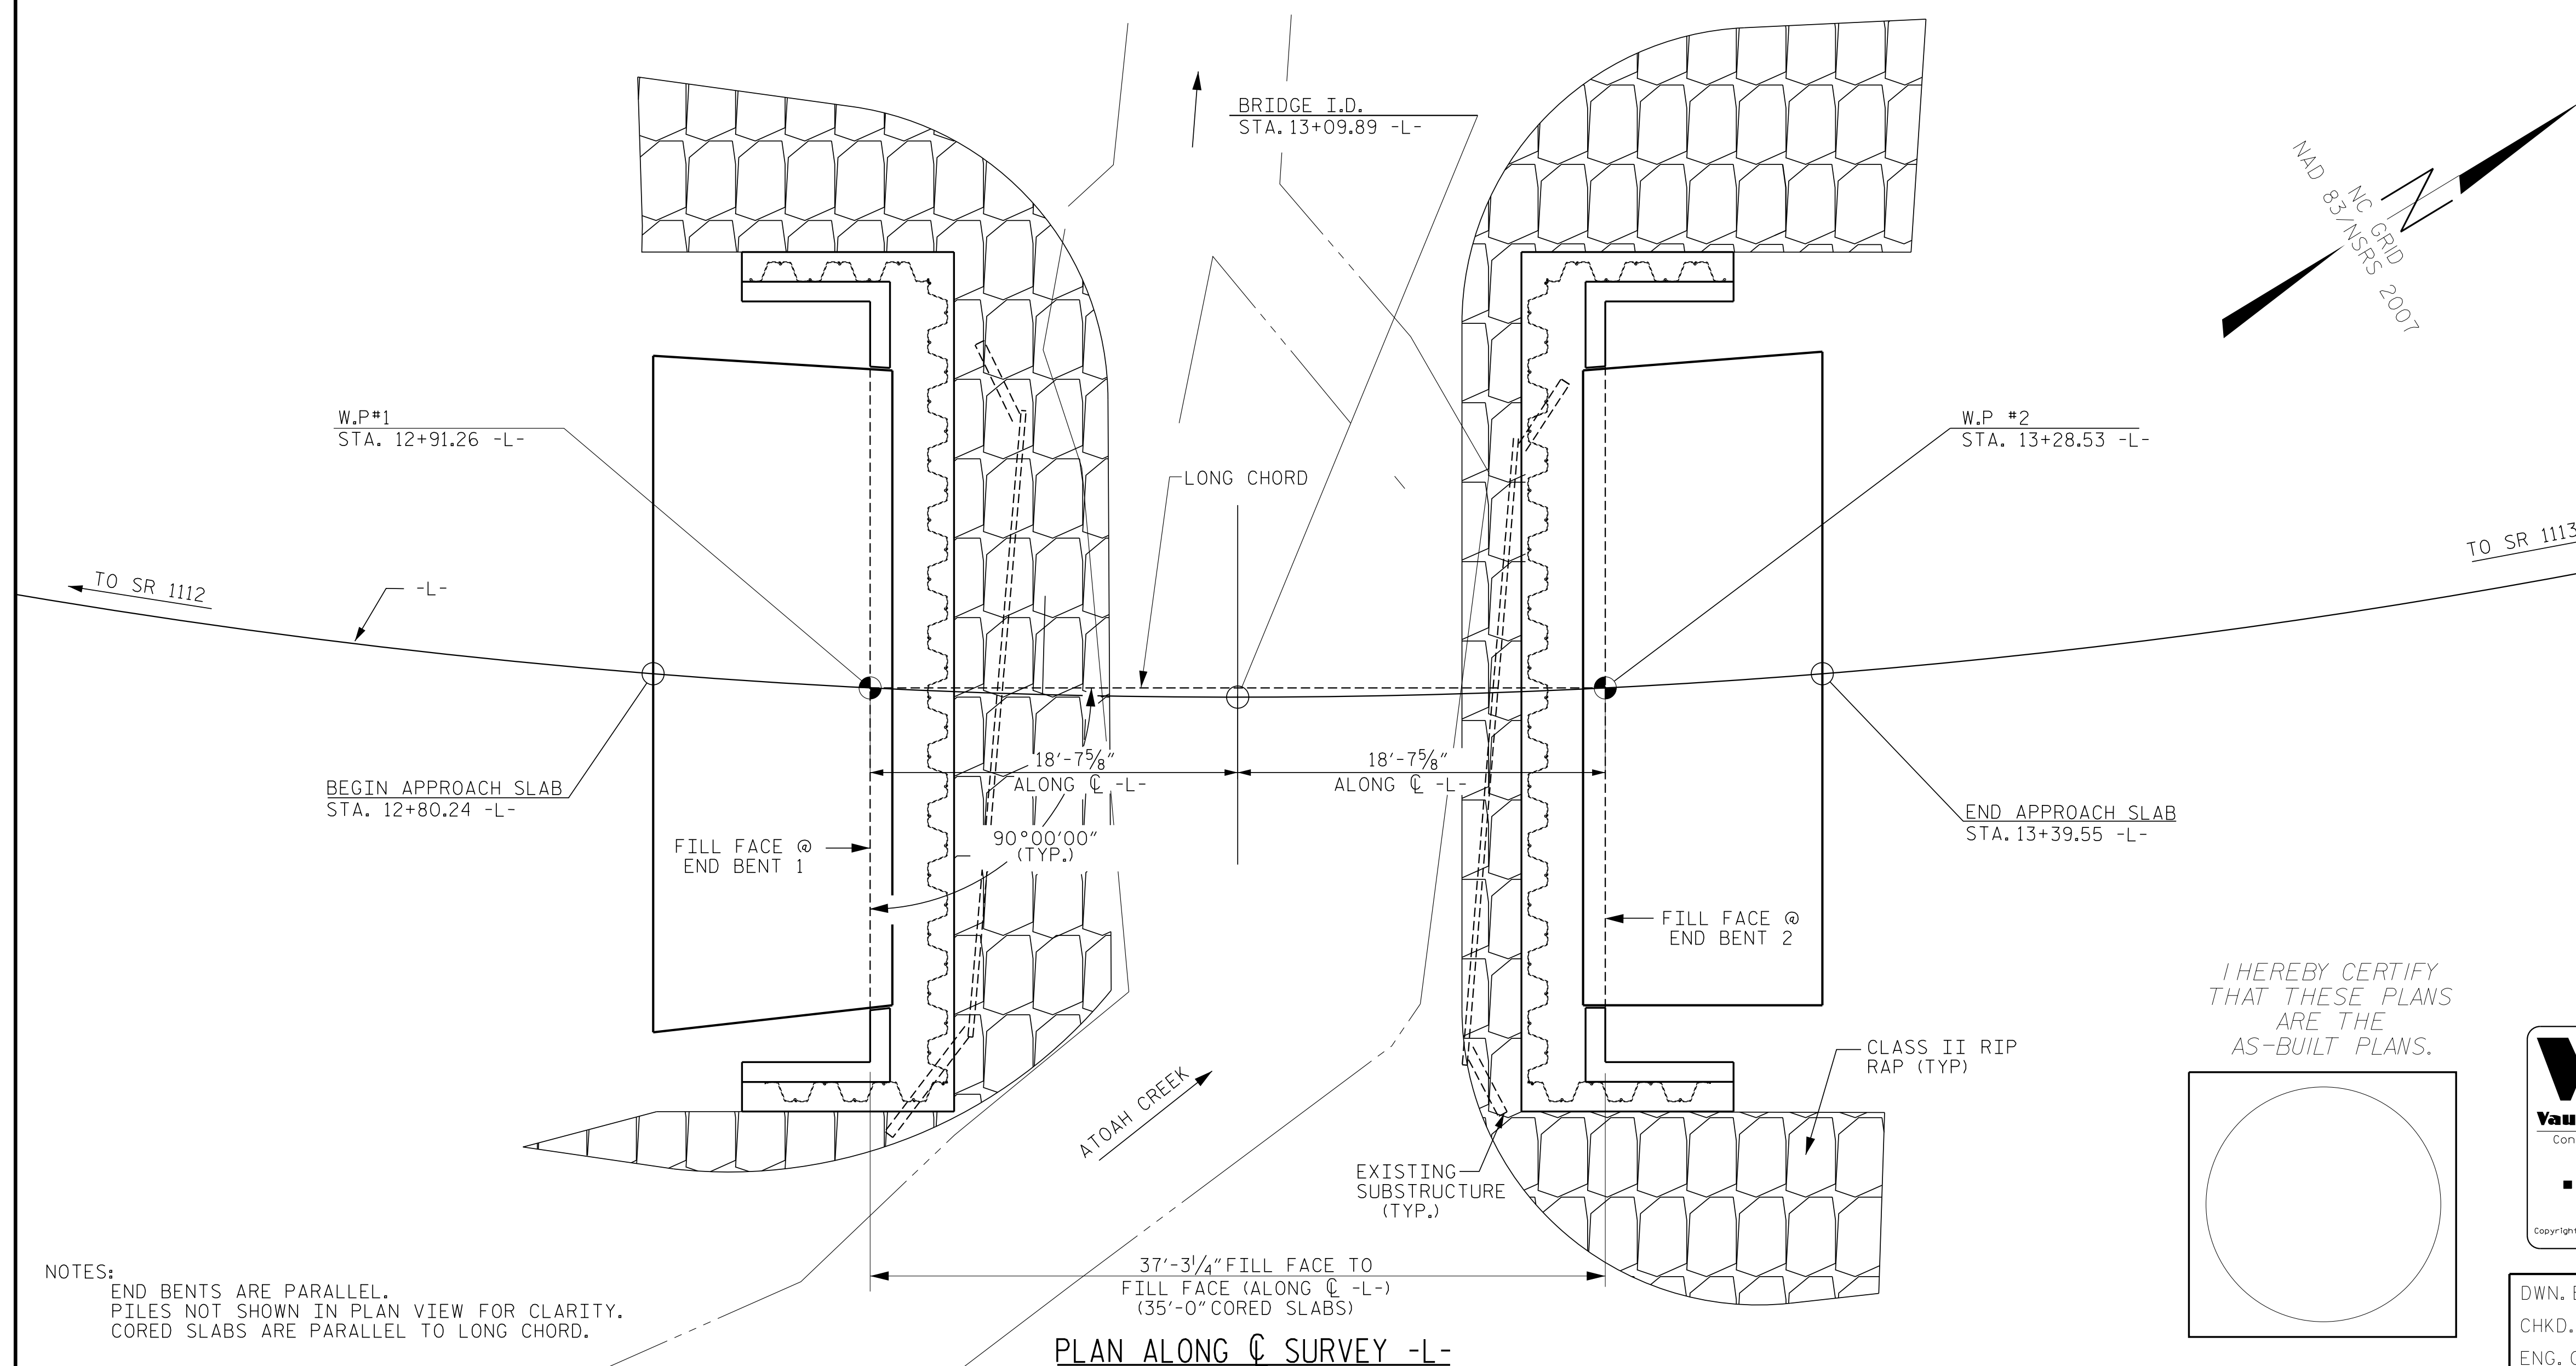 BRIDGE I.D.
STA. 13+09.89 -L-
NAD 83/NSRS 2007
NC GRID
W.P#1
STA. 12+91.26 -L-
W.P #2
STA. 13+28.53 -L-
LONG CHORD
TO SR 1112
-L-
TO SR 1113
18'-7⅝"
ALONG ℄ -L-
18'-7⅝"
ALONG ℄ -L-
BEGIN APPROACH SLAB
STA. 12+80.24 -L-
END APPROACH SLAB
STA. 13+39.55 -L-
90°00'00"
(TYP.)
FILL FACE @
END BENT 1
FILL FACE @
END BENT 2
I HEREBY CERTIFY
THAT THESE PLANS
ARE THE
AS-BUILT PLANS.
CLASS II RIP
RAP (TYP)
ATOAH CREEK
EXISTING
SUBSTRUCTURE
(TYP.)
Vau
Con
Copyright
37'-3¼" FILL FACE TO
FILL FACE (ALONG ℄ -L-)
(35'-0" CORED SLABS)
NOTES:
END BENTS ARE PARALLEL.
PILES NOT SHOWN IN PLAN VIEW FOR CLARITY.
CORED SLABS ARE PARALLEL TO LONG CHORD.
PLAN ALONG ℄ SURVEY -L-
DWN.
CHKD.
ENG.